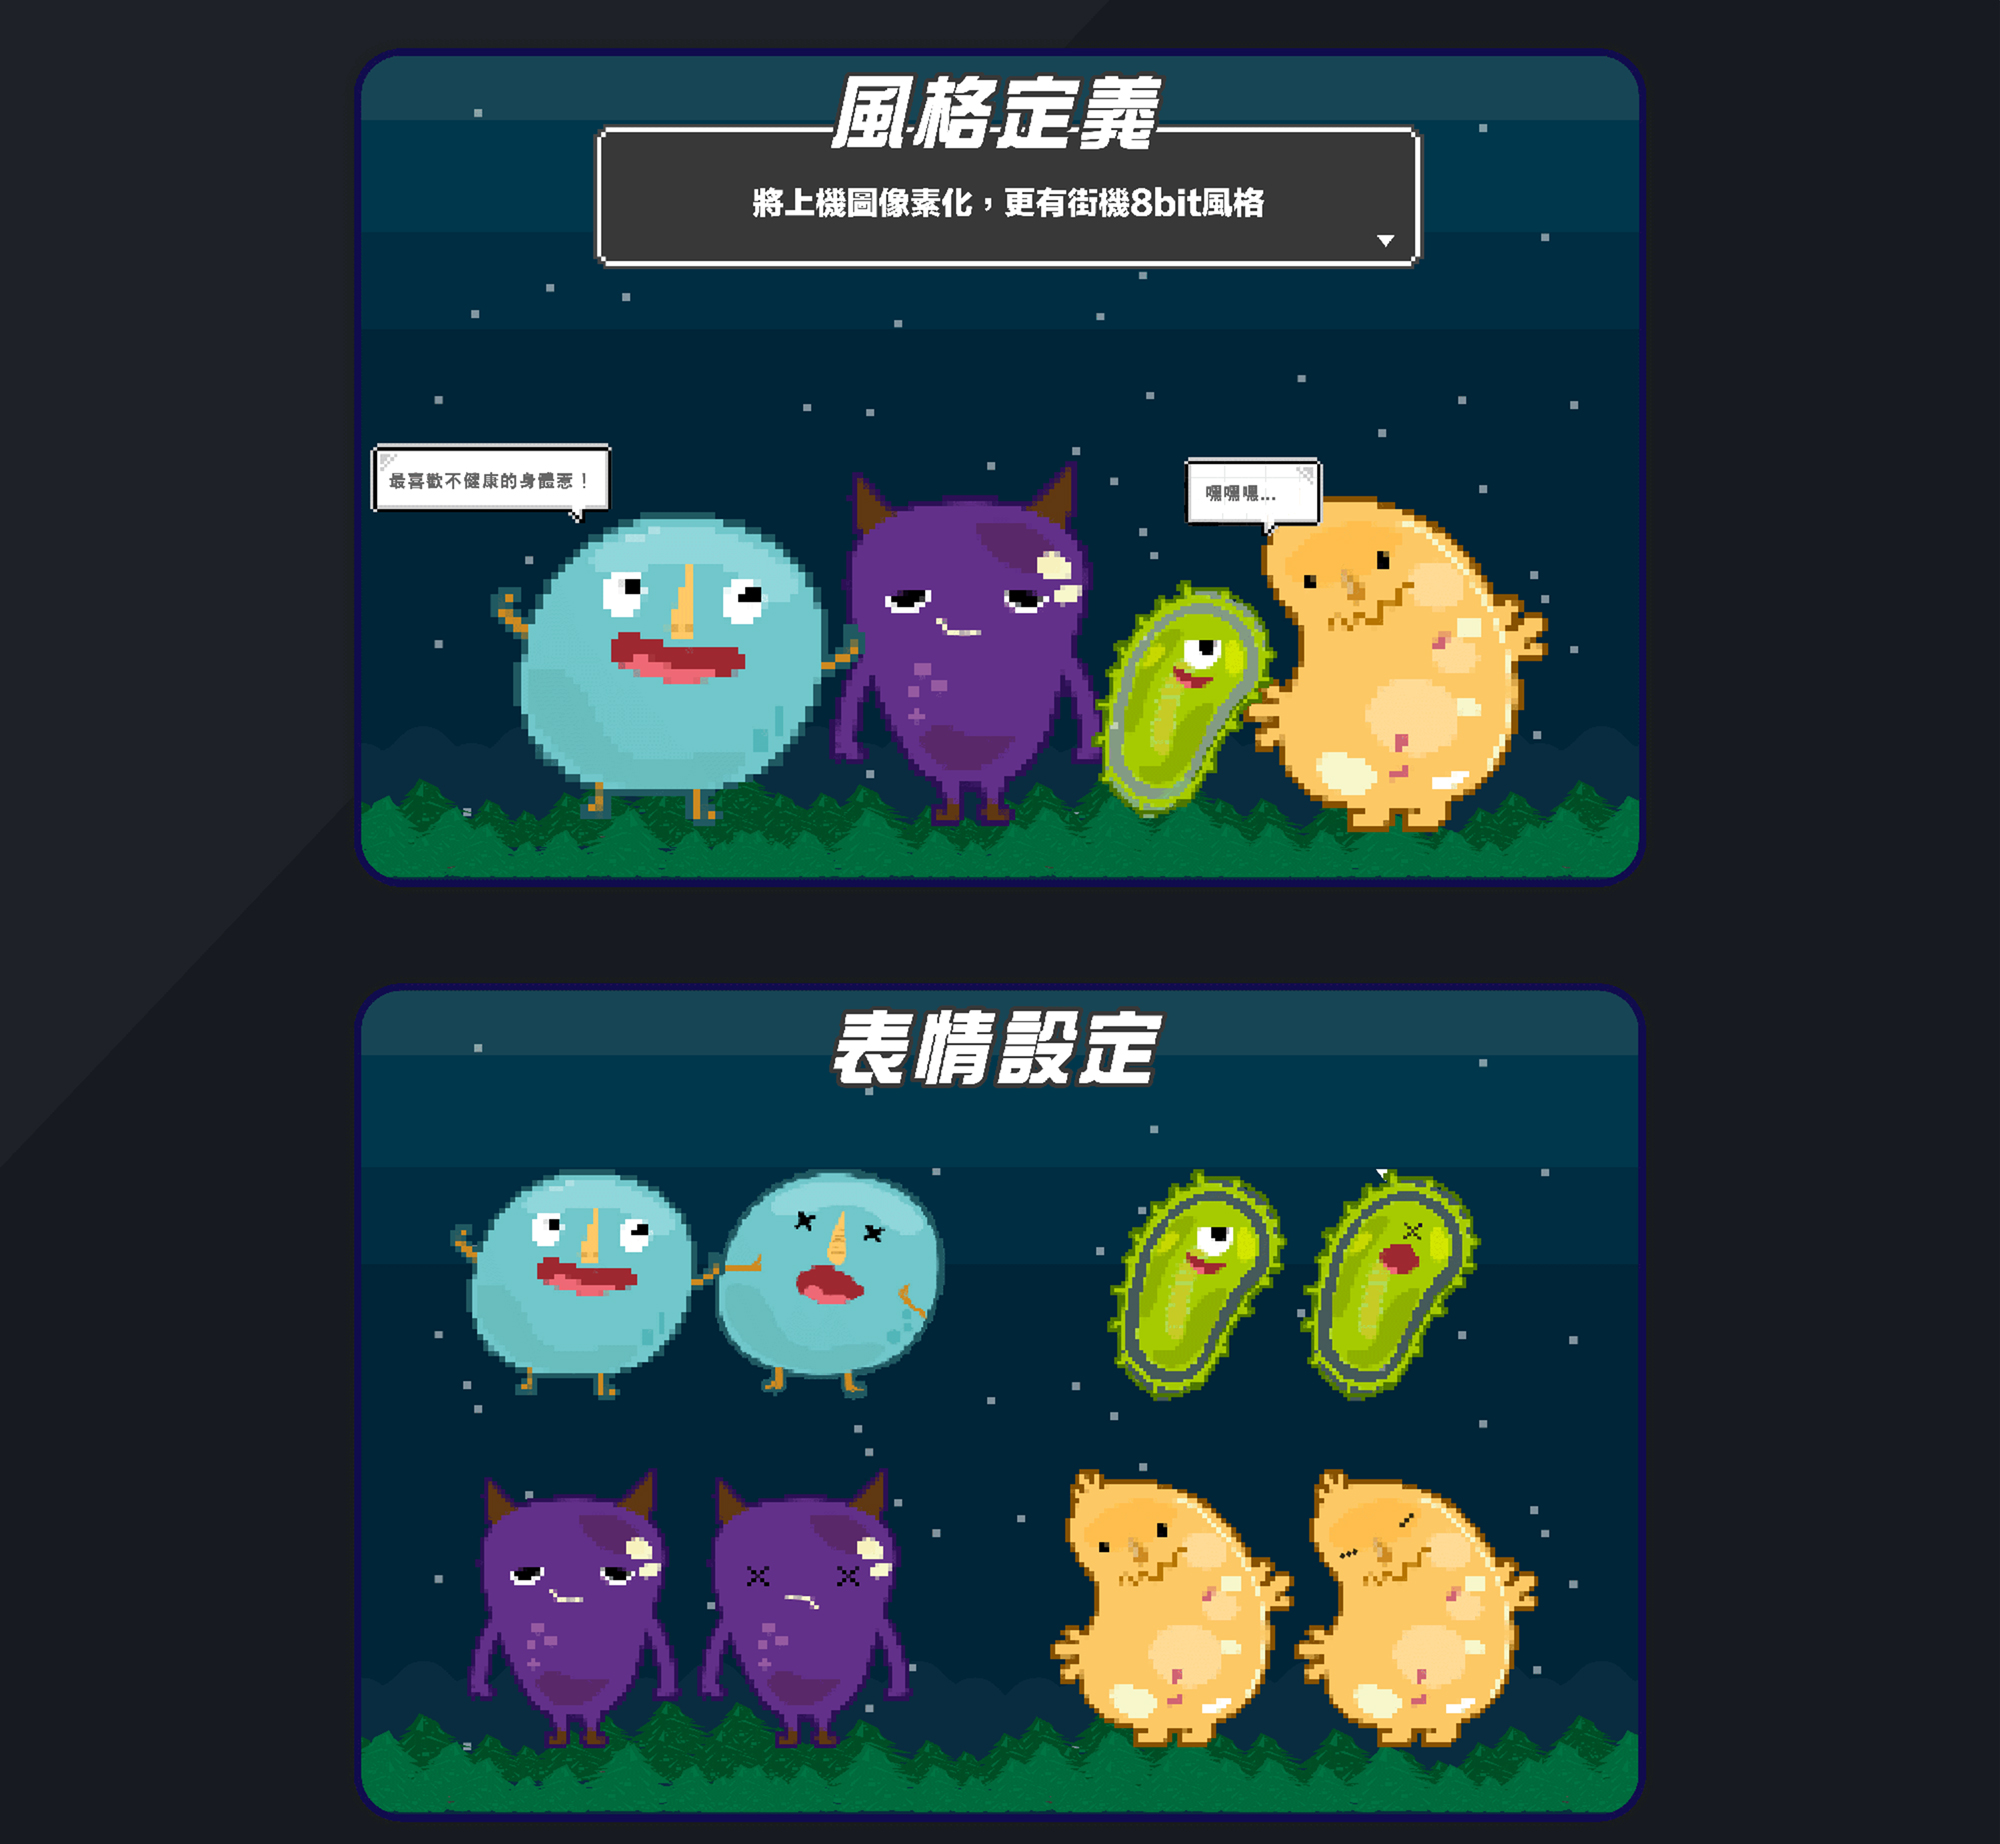 風格定義
將上機圖像素化，更有街機8bit風格
最喜歡不健康的身體惹！
嘿嘿嘿...
表情設定